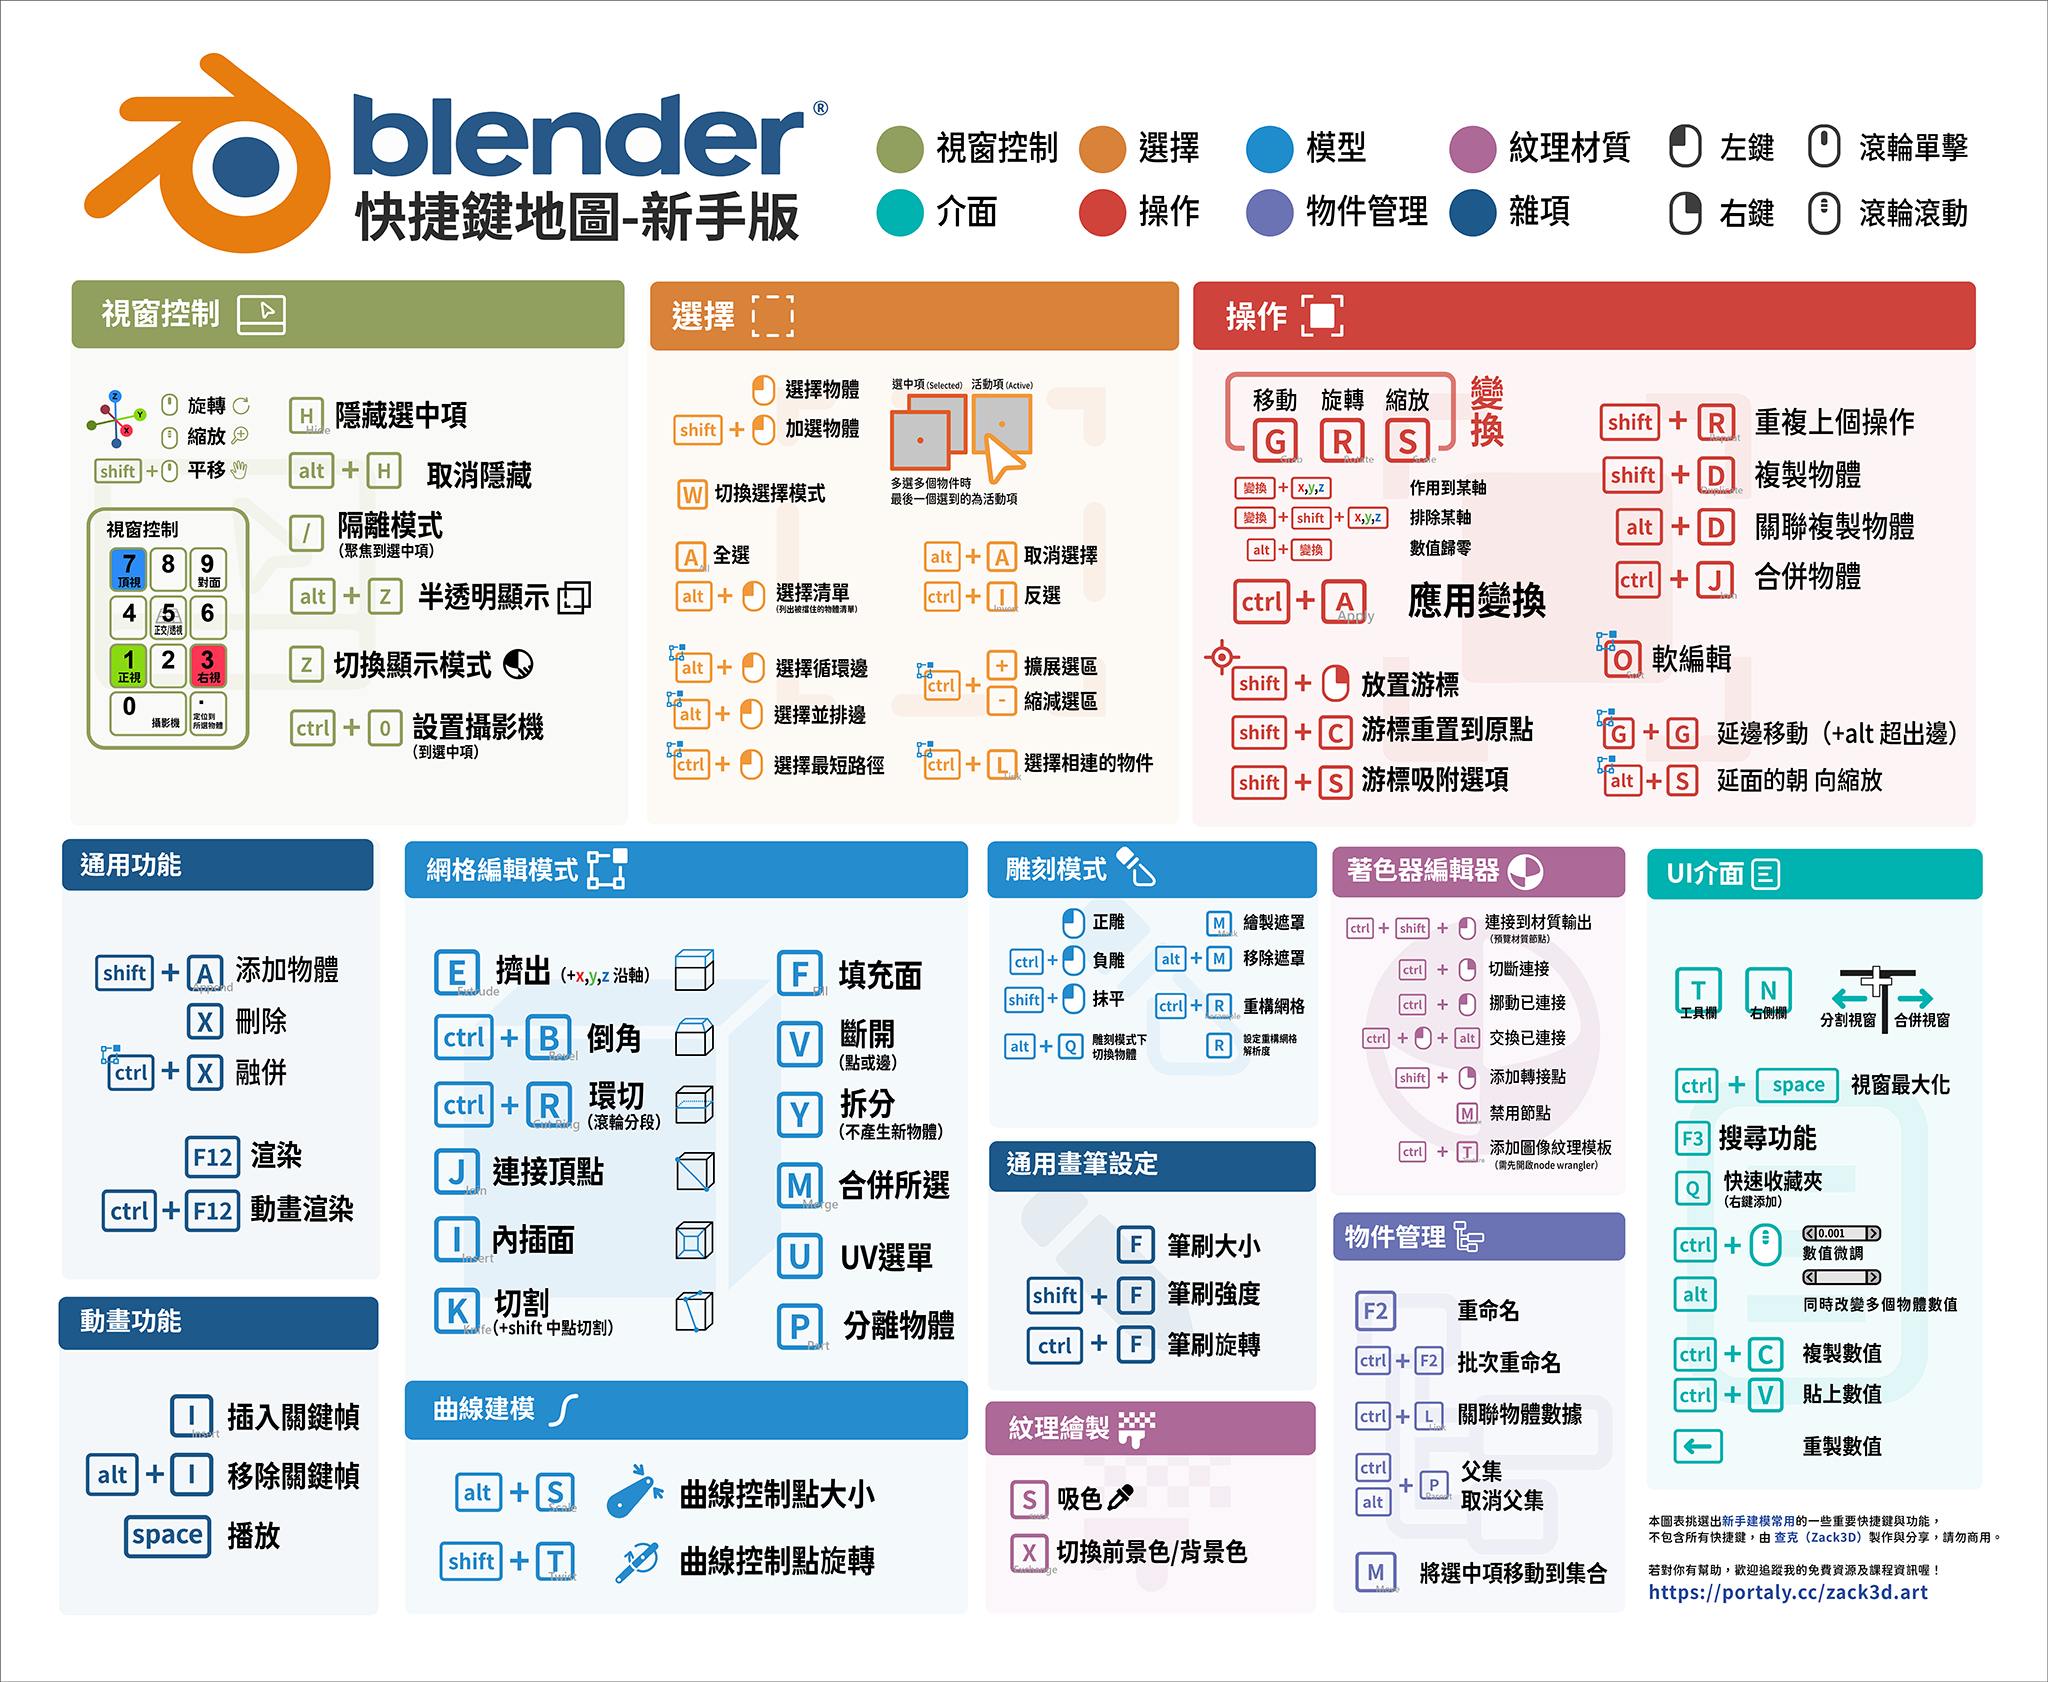 blender®
快捷鍵地圖-新手版
視窗控制
選擇
模型
紋理材質
左鍵
滾輪單擊
介面
操作
物件管理
雜項
右鍵
滾輪滾動
視窗控制
Z
Y
X
旋轉
縮放
shift + 平移
視窗控制
7 頂視
8
9 對面
4
5 正交/透視
6
1 正視
2
3 右視
0 攝影機
. 定位到所選物體
H Hide 隱藏選中項
alt + H 取消隱藏
/ 隔離模式
(聚焦到選中項)
alt + Z 半透明顯示
Z 切換顯示模式
ctrl + 0 設置攝影機
(到選中項)
選擇
選擇物體
shift + 加選物體
W 切換選擇模式
選中項 (Selected) 活動項 (Active)
多選多個物件時
最後一個選到的為活動項
A All 全選
alt + 選擇清單
(列出被擋住的物體清單)
alt + A 取消選擇
ctrl + I Invert 反選
alt + 選擇循環邊
alt + 選擇並排邊
ctrl + 選擇最短路徑
ctrl +
+ 擴展選區
- 縮減選區
ctrl + L Link 選擇相連的物件
操作
移動 旋轉 縮放
G Grab R Rotate S Scale
變換
變換 + x,y,z 作用到某軸
變換 + shift + x,y,z 排除某軸
alt + 變換 數值歸零
ctrl + A Apply 應用變換
shift + 放置游標
shift + C 游標重置到原點
shift + S 游標吸附選項
shift + R Repeat 重複上個操作
shift + D Duplicate 複製物體
alt + D 關聯複製物體
ctrl + J Join 合併物體
O Soft 軟編輯
G + G 延邊移動（+alt 超出邊）
alt + S 延面的朝 向縮放
通用功能
shift + A Append 添加物體
X 刪除
ctrl + X 融併
F12 渲染
ctrl + F12 動畫渲染
動畫功能
I Insert 插入關鍵幀
alt + I 移除關鍵幀
space 播放
網格編輯模式
E Extrude 擠出 (+x,y,z 沿軸)
ctrl + B Bevel 倒角
ctrl + R Cut Ring 環切
(滾輪分段)
J Join 連接頂點
I Insert 內插面
K Knife 切割
(+shift 中點切割)
F Fill 填充面
V 斷開
(點或邊)
Y 拆分
(不產生新物體)
M Merge 合併所選
U UV選單
P Part 分離物體
曲線建模
alt + S Scale 曲線控制點大小
shift + T Twist 曲線控制點旋轉
雕刻模式
正雕
ctrl + 負雕
shift + 抹平
alt + Q 雕刻模式下
切換物體
M Mask 繪製遮罩
alt + M 移除遮罩
ctrl + R 重構網格
R 設定重構網格
解析度
通用畫筆設定
F 筆刷大小
shift + F 筆刷強度
ctrl + F 筆刷旋轉
紋理繪製
S 吸色
X Exchange 切換前景色/背景色
著色器編輯器
ctrl + shift + 連接到材質輸出
(預覽材質節點)
ctrl + 切斷連接
ctrl + 挪動已連接
ctrl + + alt 交換已連接
shift + 添加轉接點
M 禁用節點
ctrl + T 添加圖像紋理模板
(需先開啟node wrangler)
物件管理
F2 重命名
ctrl + F2 批次重命名
ctrl + L Link 關聯物體數據
ctrl
alt
+ P Parent
父集
取消父集
M Move 將選中項移動到集合
UI介面
T 工具欄
N 右側欄
分割視窗 合併視窗
ctrl + space 視窗最大化
F3 搜尋功能
Q 快速收藏夾
(右鍵添加)
ctrl + 0.001
數值微調
alt
同時改變多個物體數值
ctrl + C 複製數值
ctrl + V 貼上數值
← 重製數值
本圖表挑選出新手建模常用的一些重要快捷鍵與功能，
不包含所有快捷鍵，由 查克（Zack3D）製作與分享，請勿商用。
若對你有幫助，歡迎追蹤我的免費資源及課程資訊喔！
https://portaly.cc/zack3d.art